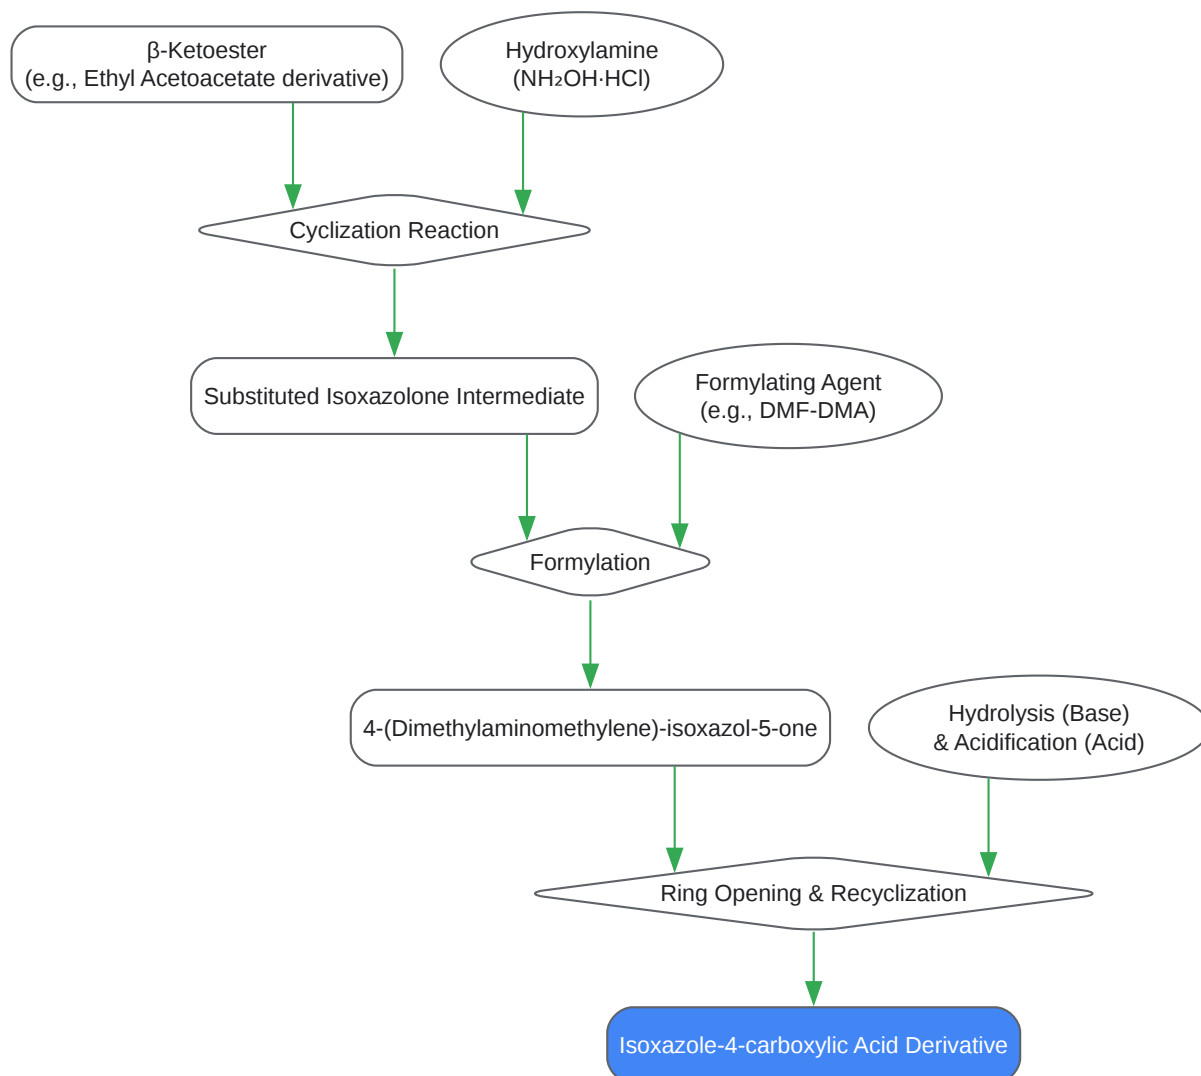 β-Ketoester
(e.g., Ethyl Acetoacetate derivative)
Hydroxylamine
(NH₂OH·HCl)
Cyclization Reaction
Substituted Isoxazolone Intermediate
Formylating Agent
(e.g., DMF-DMA)
Formylation
4-(Dimethylaminomethylene)-isoxazol-5-one
Hydrolysis (Base)
& Acidification (Acid)
Ring Opening & Recyclization
Isoxazole-4-carboxylic Acid Derivative